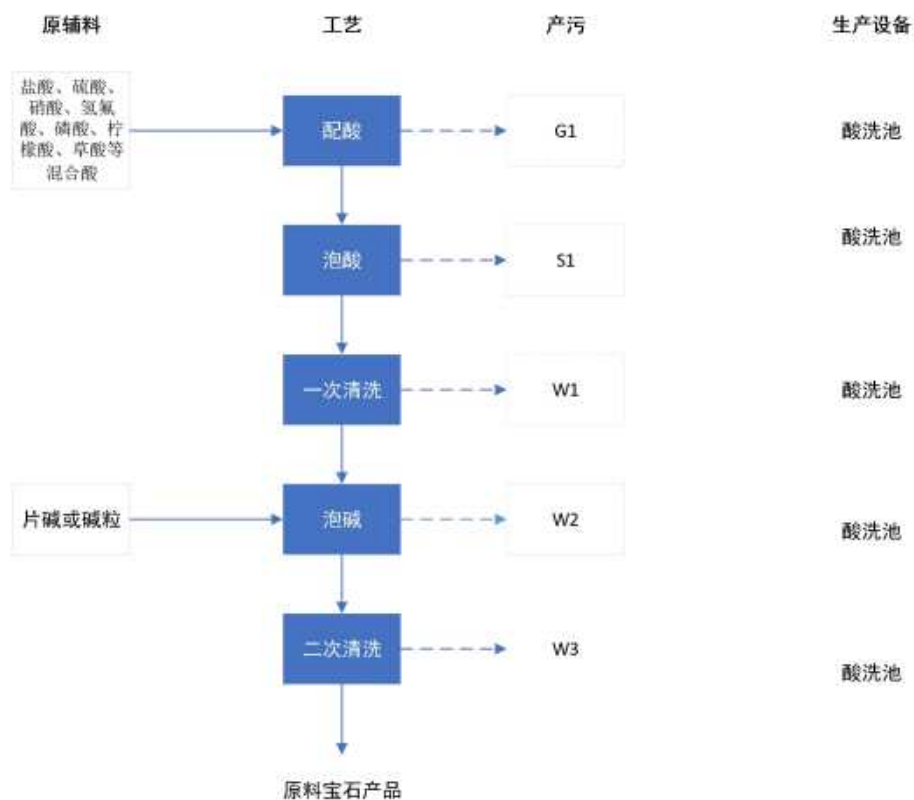 原辅料 工艺 产污 生产设备
盐酸、硫酸、
硝酸、氢氟
酸、磷酸、柠
檬酸、草酸等
混合酸
配酸 G1 酸洗池
泡酸 S1 酸洗池
一次清洗 W1 酸洗池
片碱或碱粒 泡碱 W2 酸洗池
二次清洗 W3 酸洗池
原料宝石产品